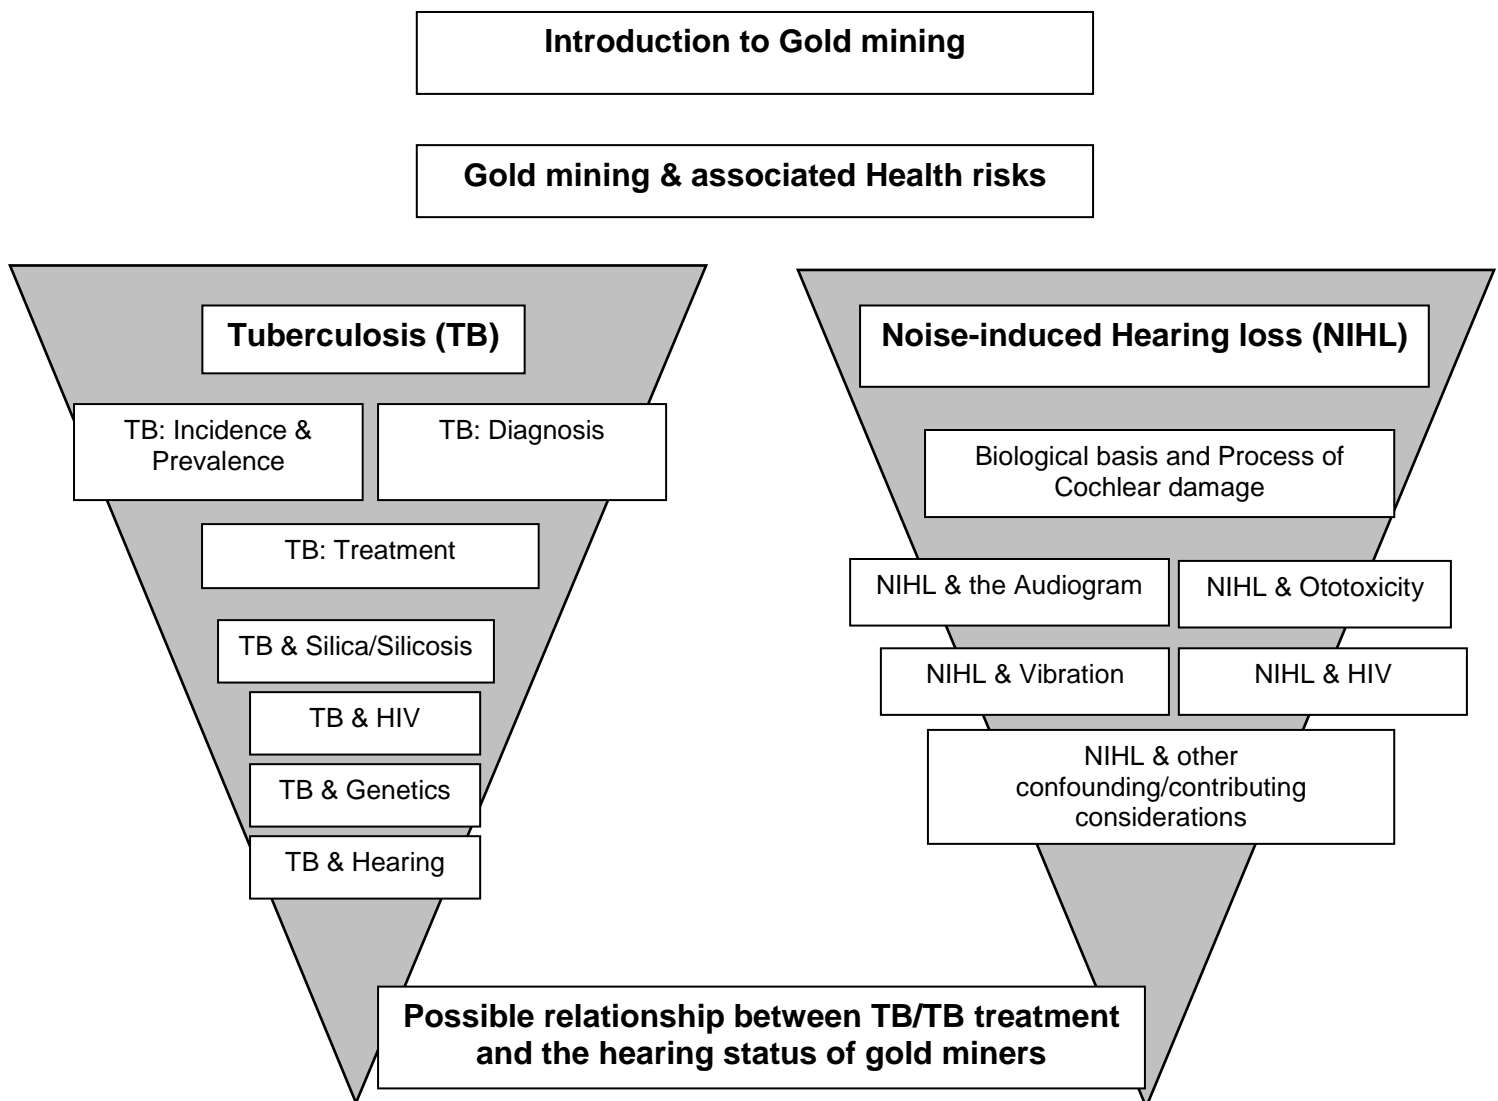 Introduction to Gold mining
Gold mining & associated Health risks
Tuberculosis (TB)
TB: Incidence &
Prevalence
TB: Diagnosis
TB: Treatment
TB & Silica/Silicosis
TB & HIV
TB & Genetics
TB & Hearing
Noise-induced Hearing loss (NIHL)
Biological basis and Process of
Cochlear damage
NIHL & the Audiogram
NIHL & Ototoxicity
NIHL & Vibration
NIHL & HIV
NIHL & other
confounding/contributing
considerations
Possible relationship between TB/TB treatment
and the hearing status of gold miners